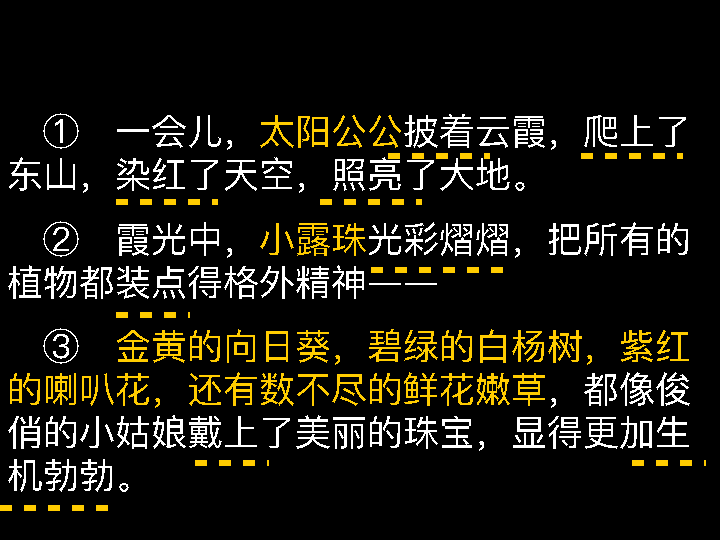 ① 一会儿，太阳公公披着云霞，爬上了
东山，染红了天空，照亮了大地。
② 霞光中，小露珠光彩熠熠，把所有的
植物都装点得格外精神——
③ 金黄的向日葵，碧绿的白杨树，紫红
的喇叭花，还有数不尽的鲜花嫩草，都像俊
俏的小姑娘戴上了美丽的珠宝，显得更加生
机勃勃。